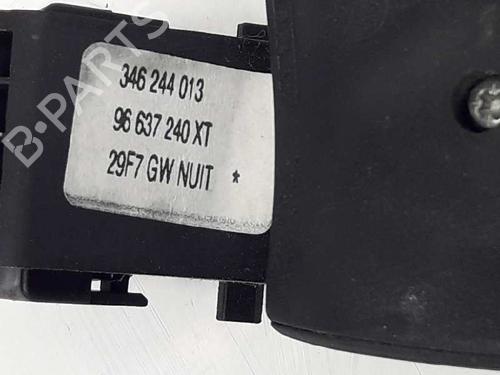 B-PARTS
346 244 013
96 637 240 XT
29F7 GW NUIT *